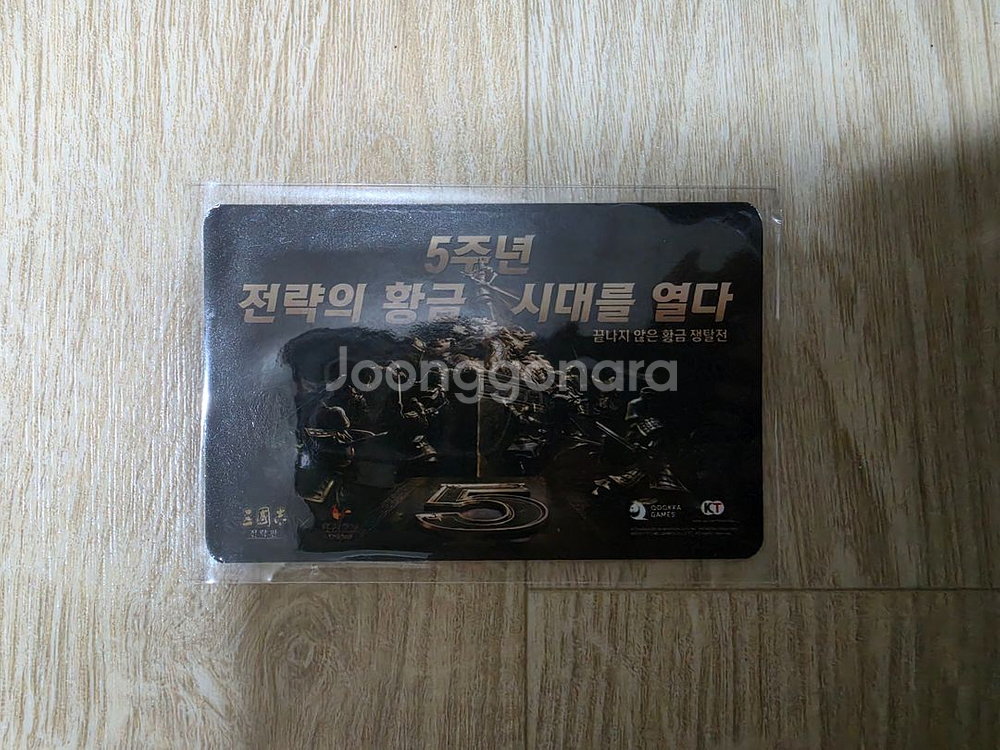 5주년
전략의 황금 시대를 열다
끝나지 않은 황금 쟁탈전
Joonggonara
5
三國志
전략판
QOOKKA
GAMES
KT